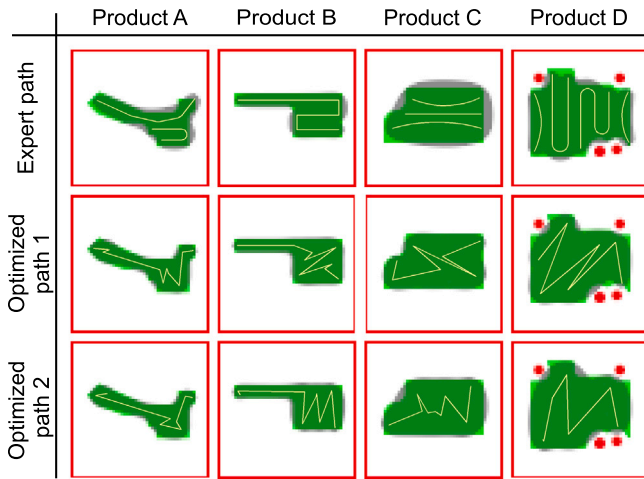 Product A Product B Product C Product D
Expert path
Optimized
path 1
Optimized
path 2